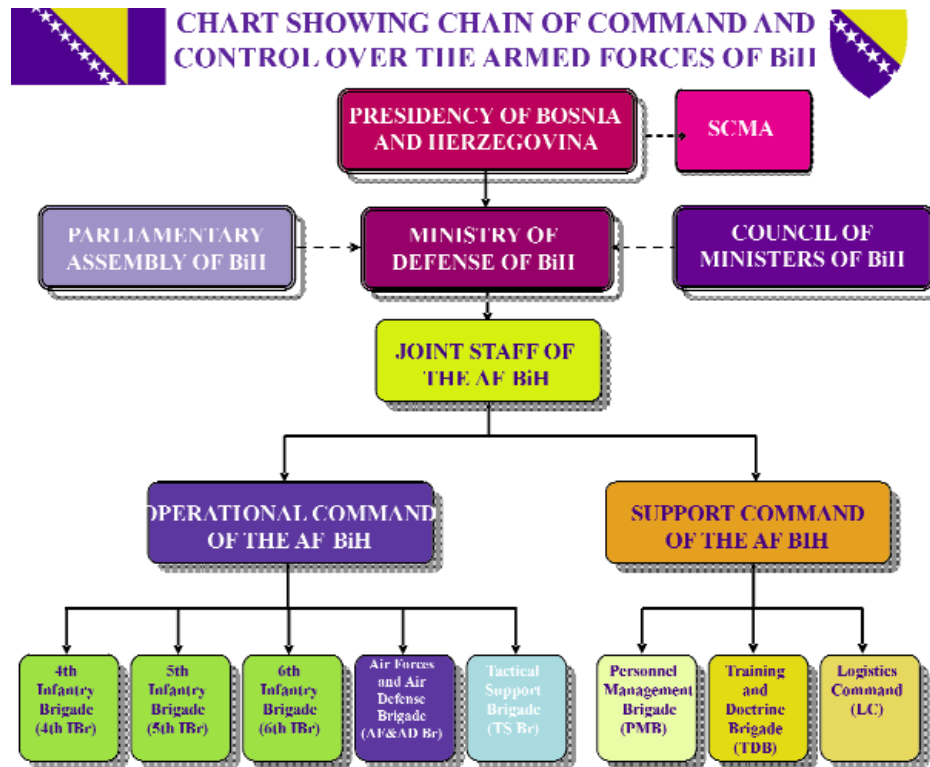 CHART SHOWING CHAIN OF COMMAND AND
CONTROL OVER THE ARMED FORCES OF BiH
PRESIDENCY OF BOSNIA
AND HERZEGOVINA
SCMA
PARLIAMENTARY
ASSEMBLY OF BiH
MINISTRY OF
DEFENSE OF BiH
COUNCIL OF
MINISTERS OF BiH
JOINT STAFF OF
THE AF BiH
OPERATIONAL COMMAND
OF THE AF BiH
SUPPORT COMMAND
OF THE AF BIH
4th
Infantry
Brigade
(4th IBr)
5th
Infantry
Brigade
(5th IBr)
6th
Infantry
Brigade
(6th IBr)
Air Forces
and Air
Defense
Brigade
(AF&AD Br)
Tactical
Support
Brigade
(TS Br)
Personnel
Management
Brigade
(PMB)
Training
and
Doctrine
Brigade
(TDB)
Logistics
Command
(LC)